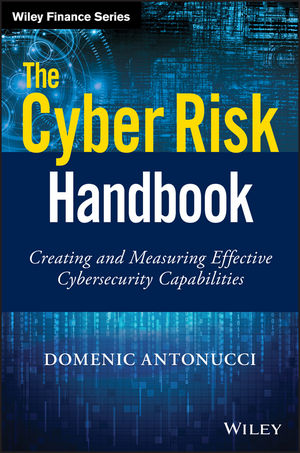 Wiley Finance Series
The
Cyber Risk
Handbook
Creating and Measuring Effective
Cybersecurity Capabilities
DOMENIC ANTONUCCI
WILEY